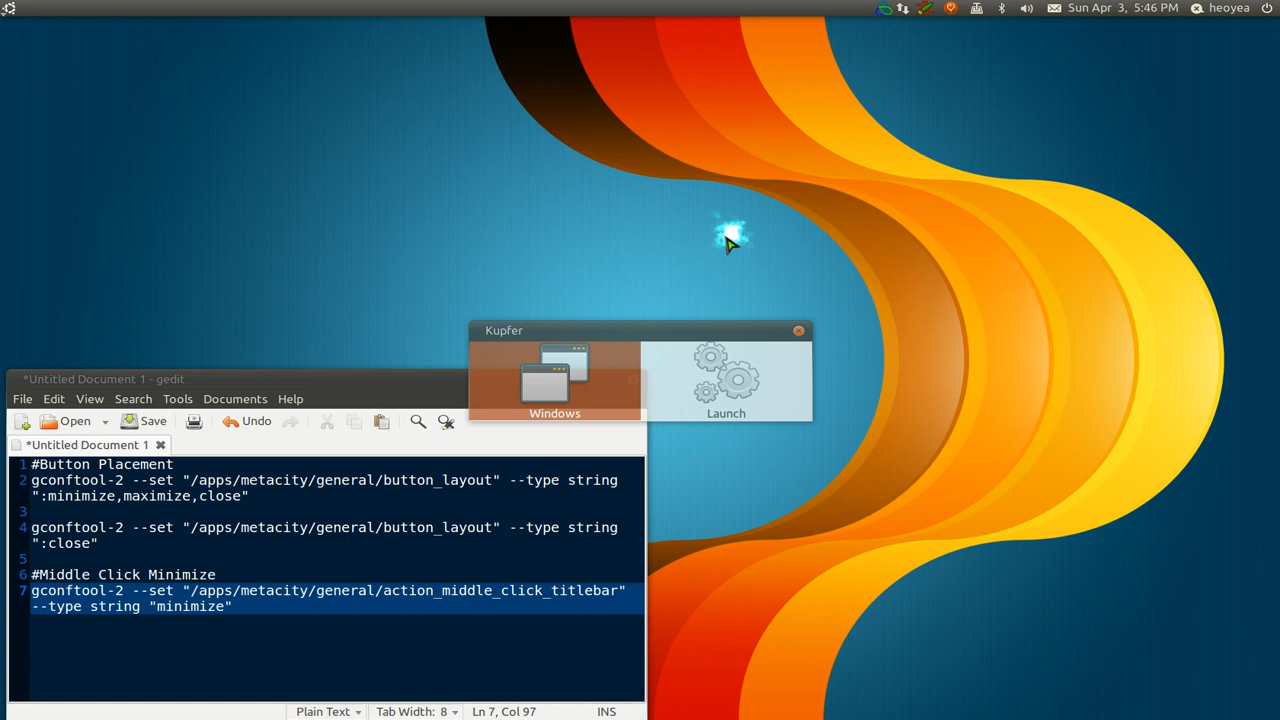 Sun Apr 3, 5:46 PM heoyea
Kupfer
Windows Launch
*Untitled Document 1 - gedit
File Edit View Search Tools Documents Help
Open Save Undo
*Untitled Document 1
1 #Button Placement
2 gconftool-2 --set "/apps/metacity/general/button_layout" --type string
":minimize,maximize,close"
3
4 gconftool-2 --set "/apps/metacity/general/button_layout" --type string
":close"
5
6 #Middle Click Minimize
7 gconftool-2 --set "/apps/metacity/general/action_middle_click_titlebar"
--type string "minimize"
Plain Text Tab Width: 8 Ln 7, Col 97 INS